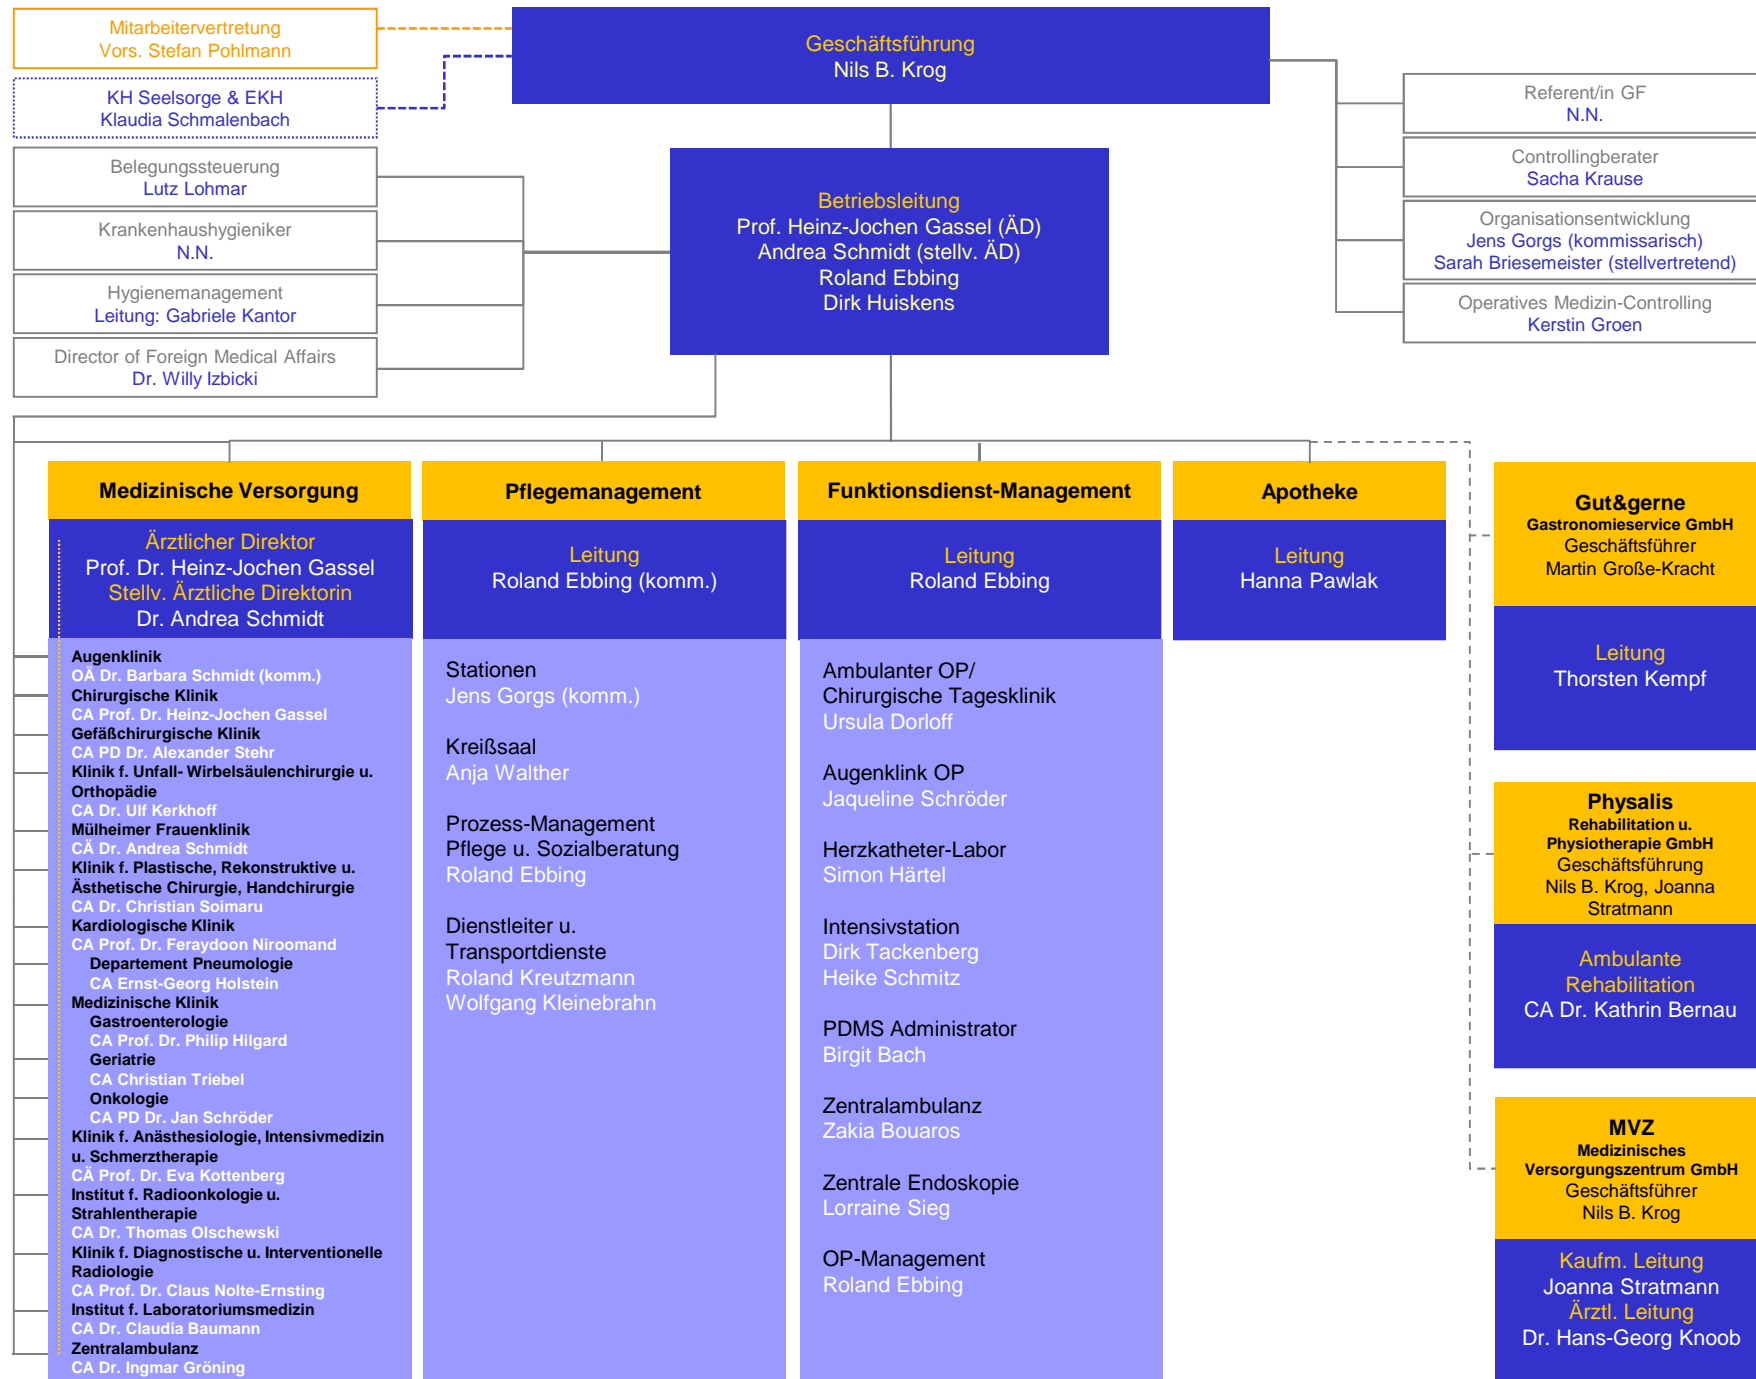 Mitarbeitervertretung
Vors. Stefan Pohlmann
KH Seelsorge & EKH
Klaudia Schmalenbach
Geschäftsführung
Nils B. Krog
Referent/in GF
N.N.
Controllingberater
Sacha Krause
Organisationsentwicklung
Jens Gorgs (kommissarisch)
Sarah Briesemeister (stellvertretend)
Operatives Medizin-Controlling
Kerstin Groen
Belegungssteuerung
Lutz Lohmar
Krankenhaushygieniker
N.N.
Hygienemanagement
Leitung: Gabriele Kantor
Director of Foreign Medical Affairs
Dr. Willy Izbicki
Betriebsleitung
Prof. Heinz-Jochen Gassel (ÄD)
Andrea Schmidt (stellv. ÄD)
Roland Ebbing
Dirk Huiskens
Medizinische Versorgung
Ärztlicher Direktor
Prof. Dr. Heinz-Jochen Gassel
Stellv. Ärztliche Direktorin
Dr. Andrea Schmidt
Augenklinik
OÄ Dr. Barbara Schmidt (komm.)
Chirurgische Klinik
CA Prof. Dr. Heinz-Jochen Gassel
Gefäßchirurgische Klinik
CA PD Dr. Alexander Stehr
Klinik f. Unfall- Wirbelsäulenchirurgie u.
Orthopädie
CA Dr. Ulf Kerkhoff
Mülheimer Frauenklinik
CÄ Dr. Andrea Schmidt
Klinik f. Plastische, Rekonstruktive u.
Ästhetische Chirurgie, Handchirurgie
CA Dr. Christian Soimaru
Kardiologische Klinik
CA Prof. Dr. Feraydoon Niroomand
Departement Pneumologie
CA Ernst-Georg Holstein
Medizinische Klinik
Gastroenterologie
CA Prof. Dr. Philip Hilgard
Geriatrie
CA Christian Triebel
Onkologie
CA PD Dr. Jan Schröder
Klinik f. Anästhesiologie, Intensivmedizin
u. Schmerztherapie
CÄ Prof. Dr. Eva Kottenberg
Institut f. Radioonkologie u.
Strahlentherapie
CA Dr. Thomas Olschewski
Klinik f. Diagnostische u. Interventionelle
Radiologie
CA Prof. Dr. Claus Nolte-Ernsting
Institut f. Laboratoriumsmedizin
CA Dr. Claudia Baumann
Zentralambulanz
CA Dr. Ingmar Gröning
Pflegemanagement
Leitung
Roland Ebbing (komm.)
Stationen
Jens Gorgs (komm.)
Kreißsaal
Anja Walther
Prozess-Management
Pflege u. Sozialberatung
Roland Ebbing
Dienstleiter u.
Transportdienste
Roland Kreutzmann
Wolfgang Kleinebrahn
Funktionsdienst-Management
Leitung
Roland Ebbing
Ambulanter OP/
Chirurgische Tagesklinik
Ursula Dorloff
Augenklink OP
Jaqueline Schröder
Herzkatheter-Labor
Simon Härtel
Intensivstation
Dirk Tackenberg
Heike Schmitz
PDMS Administrator
Birgit Bach
Zentralambulanz
Zakia Bouaros
Zentrale Endoskopie
Lorraine Sieg
OP-Management
Roland Ebbing
Apotheke
Leitung
Hanna Pawlak
Gut&gerne
Gastronomieservice GmbH
Geschäftsführer
Martin Große-Kracht
Leitung
Thorsten Kempf
Physalis
Rehabilitation u.
Physiotherapie GmbH
Geschäftsführung
Nils B. Krog, Joanna
Stratmann
Ambulante
Rehabilitation
CA Dr. Kathrin Bernau
MVZ
Medizinisches
Versorgungszentrum GmbH
Geschäftsführer
Nils B. Krog
Kaufm. Leitung
Joanna Stratmann
Ärztl. Leitung
Dr. Hans-Georg Knoob